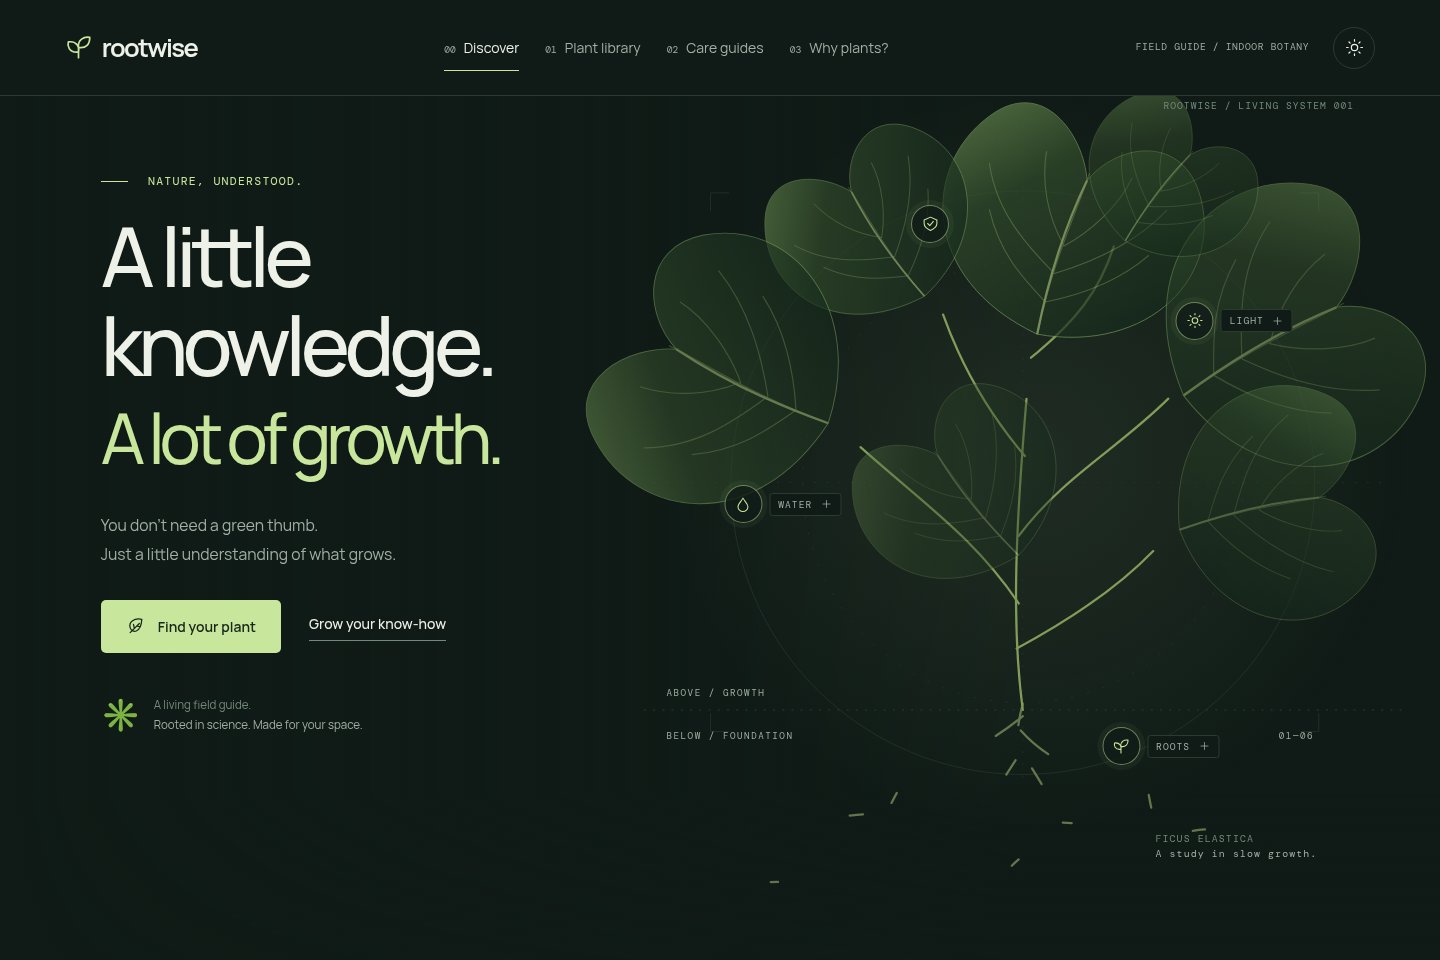 rootwise
00 Discover
01 Plant library
02 Care guides
03 Why plants?
FIELD GUIDE / INDOOR BOTANY
ROOTWISE / LIVING SYSTEM 001
NATURE, UNDERSTOOD.
A little
knowledge.
A lot of growth.
You don't need a green thumb.
Just a little understanding of what grows.
Find your plant
Grow your know-how
A living field guide.
Rooted in science. Made for your space.
LIGHT +
WATER +
ABOVE / GROWTH
BELOW / FOUNDATION
ROOTS +
01—06
FICUS ELASTICA
A study in slow growth.